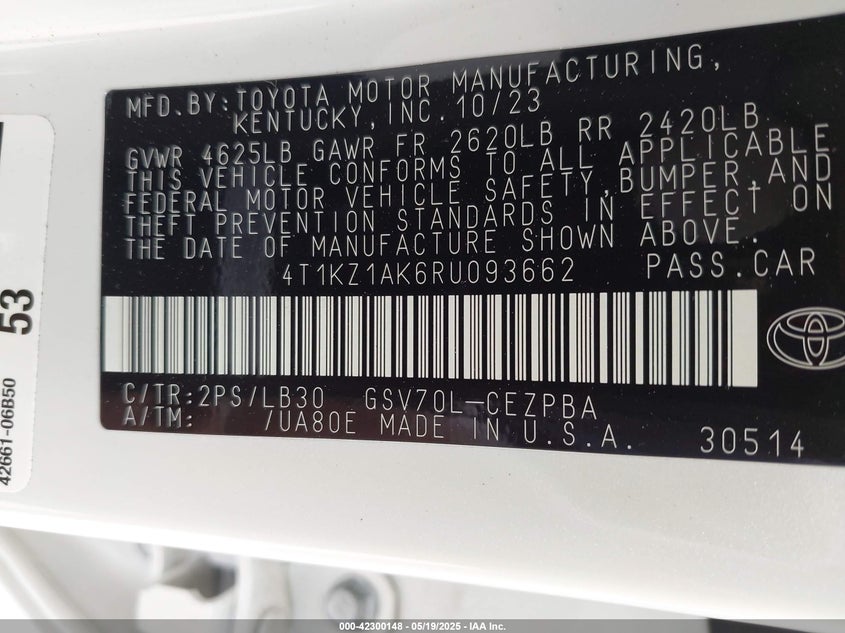 MFD.BY:TOYOTA MOTOR MANUFACTURING,
KENTUCKY, INC. 10/23
GVWR 4625LB GAWR FR 2620LB RR 2420LB
THIS VEHICLE CONFORMS TO ALL APPLICABLE
FEDERAL MOTOR VEHICLE SAFETY, BUMPER, AND
THEFT PREVENTION STANDARDS IN EFFECT ON
THE DATE OF MANUFACTURE SHOWN ABOVE.
4T1KZ1AK6RU093662 PASS.CAR
C/TR:2PS/LB30 GSV70L-CEZPBA
A/TM: /UA80E MADE IN U.S.A. 30514
53
42661-06B50
000-42300148 - 05/19/2025 - IAA Inc.